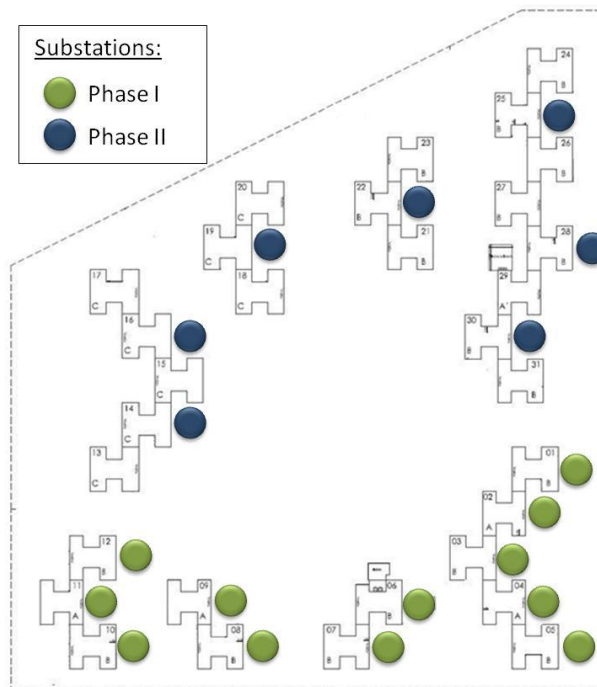 Substations:
Phase I
Phase II
24
B
25
B
26
B
23
B
22
B
21
B
20
C
19
C
18
C
27
B
28
B
29
A'
30
B
31
B
17
C
16
C
15
C
14
C
13
C
01
B
02
A
03
B
04
A
05
B
12
B
11
A
10
B
09
A
08
B
06
B
07
B